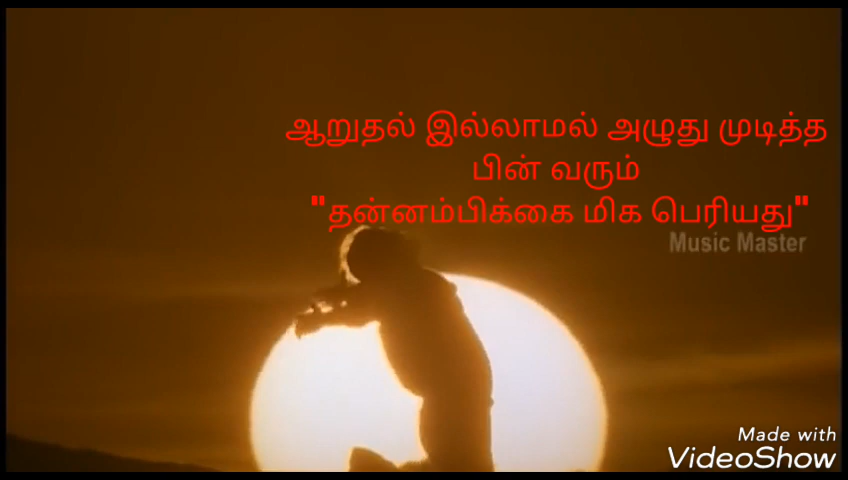 ஆறுதல் இல்லாமல் அழுது முடித்த
பின் வரும்
"தன்னம்பிக்கை மிக பெரியது"
Music Master
Made with
VideoShow